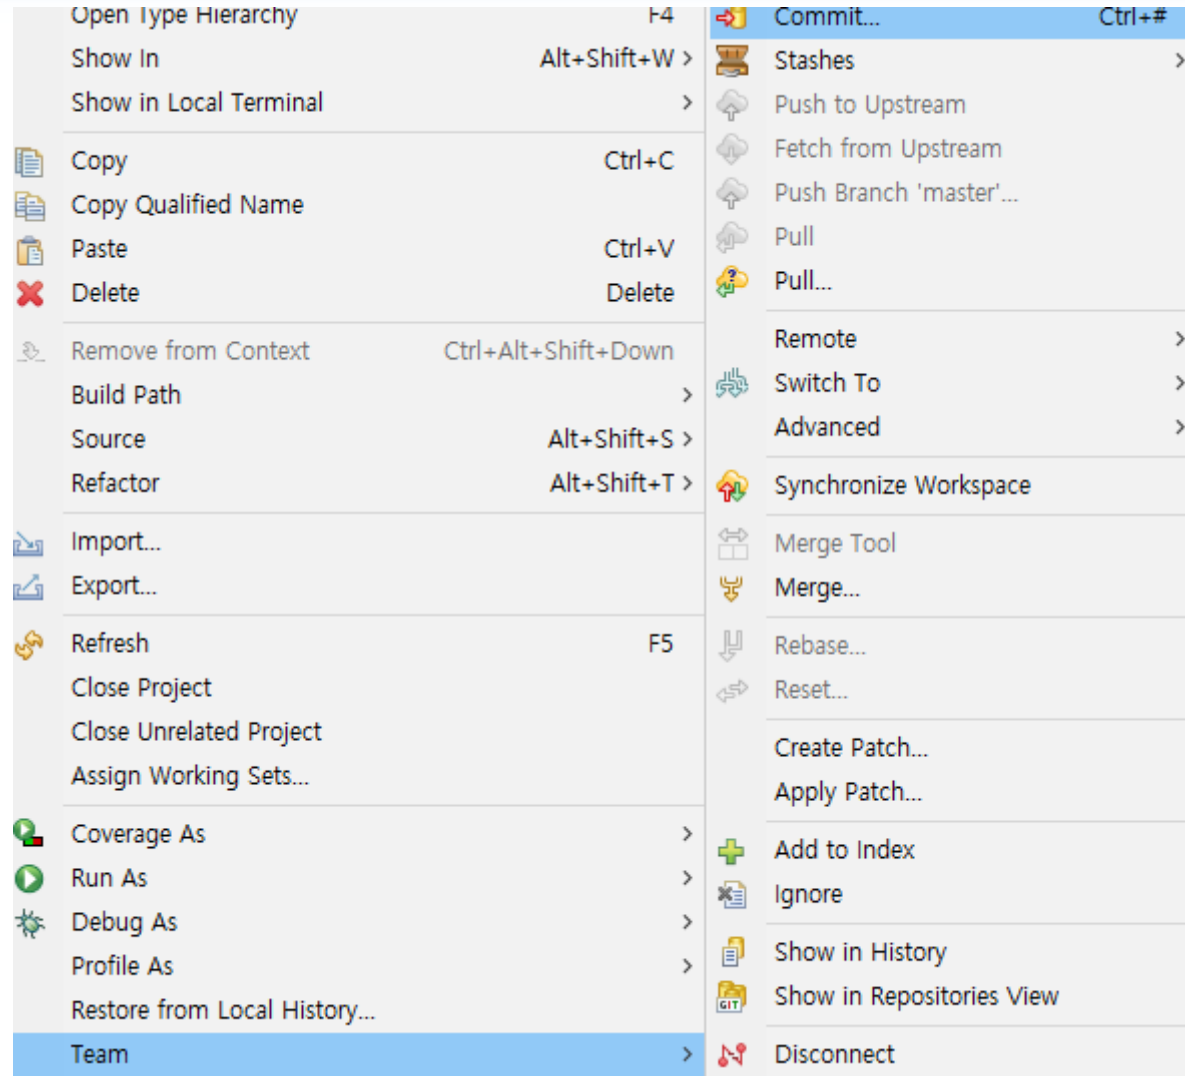 Open Type Hierarchy F4
Show In Alt+Shift+W >
Show in Local Terminal >
Copy Ctrl+C
Copy Qualified Name
Paste Ctrl+V
Delete Delete
Remove from Context Ctrl+Alt+Shift+Down
Build Path >
Source Alt+Shift+S >
Refactor Alt+Shift+T >
Import...
Export...
Refresh F5
Close Project
Close Unrelated Project
Assign Working Sets...
Coverage As >
Run As >
Debug As >
Profile As >
Restore from Local History...
Team >
Commit... Ctrl+#
Stashes >
Push to Upstream
Fetch from Upstream
Push Branch 'master'...
Pull
Pull...
Remote >
Switch To >
Advanced >
Synchronize Workspace
Merge Tool
Merge...
Rebase...
Reset...
Create Patch...
Apply Patch...
Add to Index
Ignore
Show in History
GIT Show in Repositories View
Disconnect